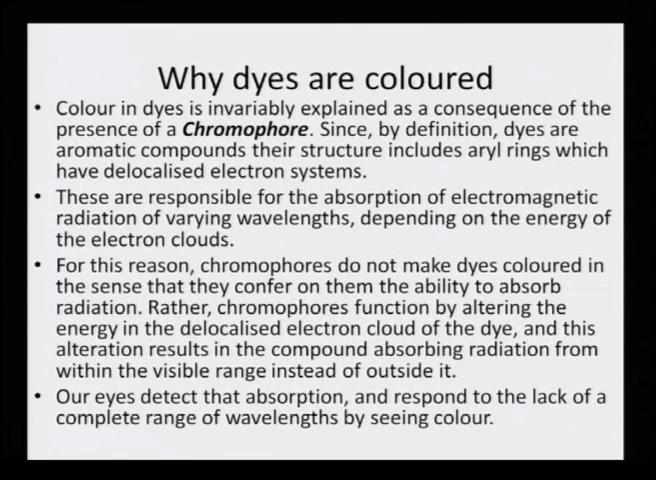 Why dyes are coloured
• Colour in dyes is invariably explained as a consequence of the
presence of a Chromophore. Since, by definition, dyes are
aromatic compounds their structure includes aryl rings which
have delocalised electron systems.
• These are responsible for the absorption of electromagnetic
radiation of varying wavelengths, depending on the energy of
the electron clouds.
• For this reason, chromophores do not make dyes coloured in
the sense that they confer on them the ability to absorb
radiation. Rather, chromophores function by altering the
energy in the delocalised electron cloud of the dye, and this
alteration results in the compound absorbing radiation from
within the visible range instead of outside it.
• Our eyes detect that absorption, and respond to the lack of a
complete range of wavelengths by seeing colour.